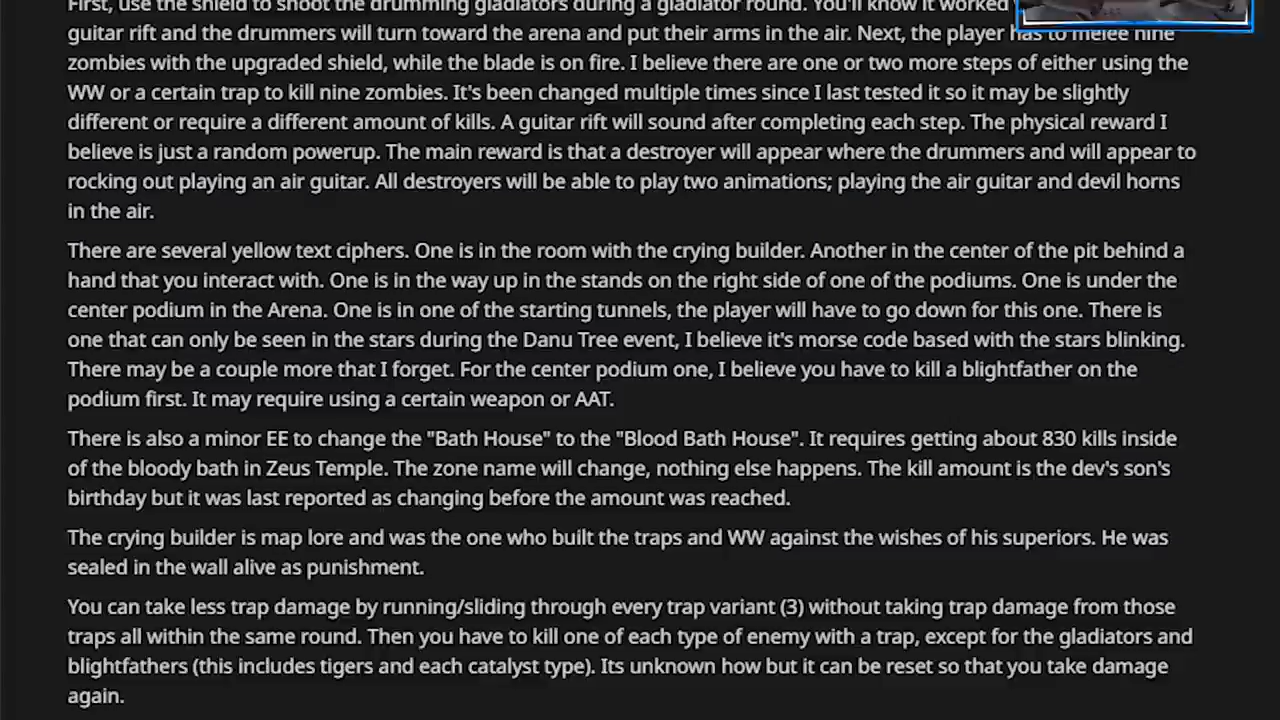 First, use the shield to shoot the drumming gladiators during a gladiator round. You'll know it worked
guitar rift and the drummers will turn toward the arena and put their arms in the air. Next, the player has to melee nine
zombies with the upgraded shield, while the blade is on fire. I believe there are one or two more steps of either using the
WW or a certain trap to kill nine zombies. It's been changed multiple times since I last tested it so it may be slightly
different or require a different amount of kills. A guitar rift will sound after completing each step. The physical reward I
believe is just a random powerup. The main reward is that a destroyer will appear where the drummers and will appear to
rocking out playing an air guitar. All destroyers will be able to play two animations; playing the air guitar and devil horns
in the air.
There are several yellow text ciphers. One is in the room with the crying builder. Another in the center of the pit behind a
hand that you interact with. One is in the way up in the stands on the right side of one of the podiums. One is under the
center podium in the Arena. One is in one of the starting tunnels, the player will have to go down for this one. There is
one that can only be seen in the stars during the Danu Tree event, I believe it's morse code based with the stars blinking.
There may be a couple more that I forget. For the center podium one, I believe you have to kill a blightfather on the
podium first. It may require using a certain weapon or AAT.
There is also a minor EE to change the "Bath House" to the "Blood Bath House". It requires getting about 830 kills inside
of the bloody bath in Zeus Temple. The zone name will change, nothing else happens. The kill amount is the dev's son's
birthday but it was last reported as changing before the amount was reached.
The crying builder is map lore and was the one who built the traps and WW against the wishes of his superiors. He was
sealed in the wall alive as punishment.
You can take less trap damage by running/sliding through every trap variant (3) without taking trap damage from those
traps all within the same round. Then you have to kill one of each type of enemy with a trap, except for the gladiators and
blightfathers (this includes tigers and each catalyst type). Its unknown how but it can be reset so that you take damage
again.